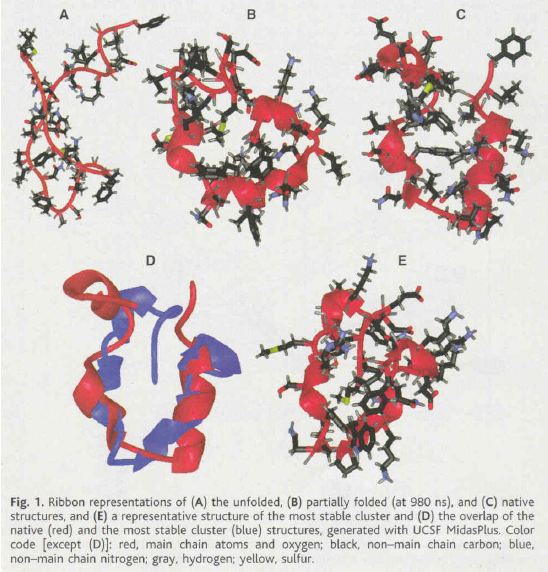 A
B
C
D
E
Fig. 1. Ribbon representations of (A) the unfolded, (B) partially folded (at 980 ns), and (C) native
structures, and (E) a representative structure of the most stable cluster and (D) the overlap of the
native (red) and the most stable cluster (blue) structures, generated with UCSF MidasPlus. Color
code [except (D)]: red, main chain atoms and oxygen; black, non–main chain carbon; blue,
non–main chain nitrogen; gray, hydrogen; yellow, sulfur.